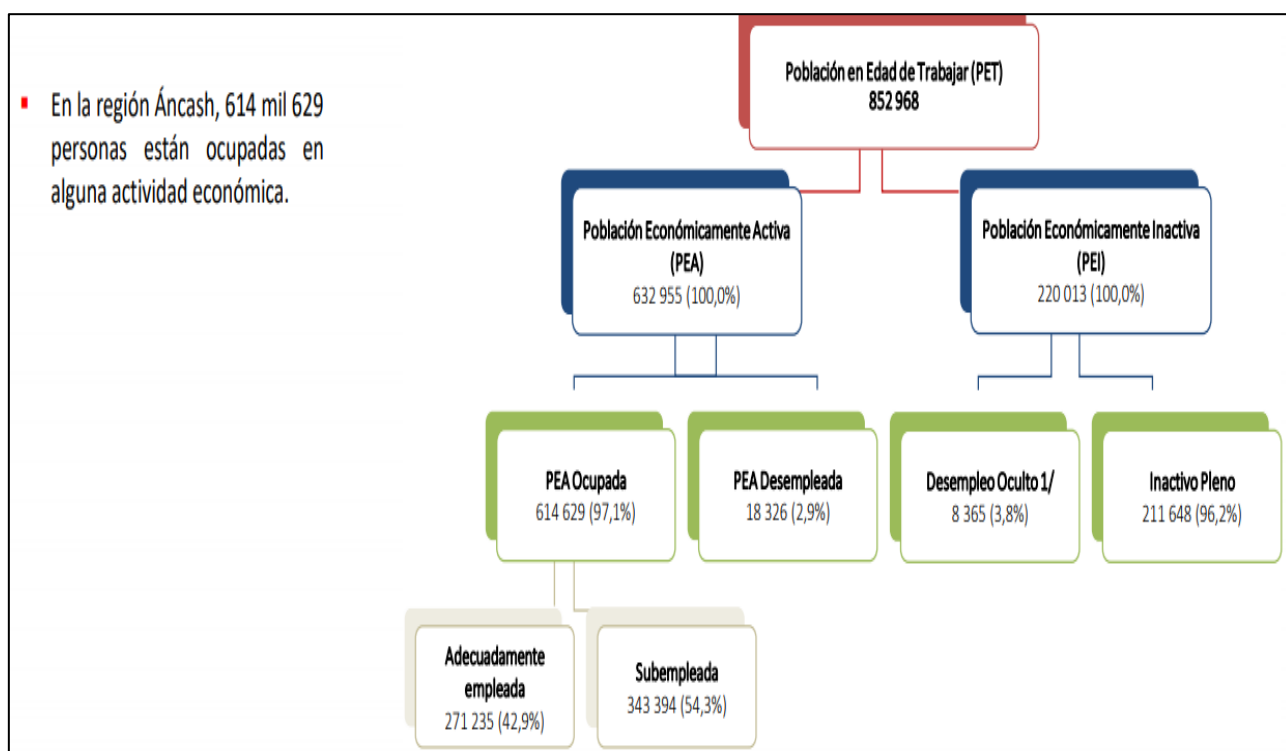 ▪ En la región Áncash, 614 mil 629
personas están ocupadas en
alguna actividad económica.
Población en Edad de Trabajar (PET)
852 968
Población Económicamente Activa
(PEA)
632 955 (100,0%)
Población Económicamente Inactiva
(PEI)
220 013 (100,0%)
PEA Ocupada
614 629 (97,1%)
PEA Desempleada
18 326 (2,9%)
Desempleo Oculto 1/
8 365 (3,8%)
Inactivo Pleno
211 648 (96,2%)
Adecuadamente
empleada
271 235 (42,9%)
Subempleada
343 394 (54,3%)